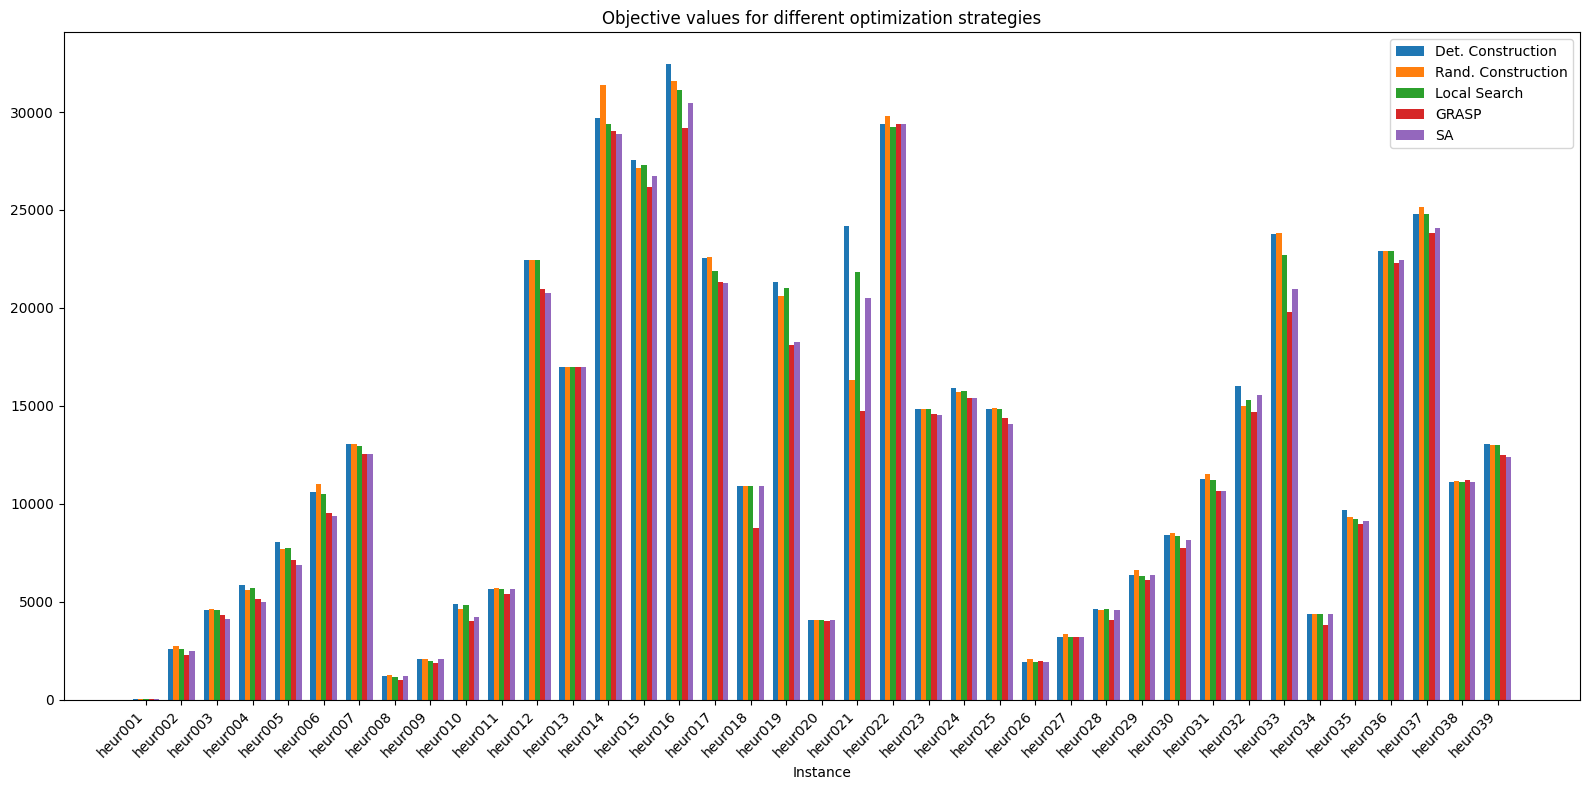 Objective values for different optimization strategies
Det. Construction
Rand. Construction
Local Search
GRASP
SA
30000
25000
20000
15000
10000
5000
0
heur001
heur002
heur003
heur004
heur005
heur006
heur007
heur008
heur009
heur010
heur011
heur012
heur013
heur014
heur015
heur016
heur017
heur018
heur019
heur020
heur021
heur022
heur023
heur024
heur025
heur026
heur027
heur028
heur029
heur030
heur031
heur032
heur033
heur034
heur035
heur036
heur037
heur038
heur039
Instance